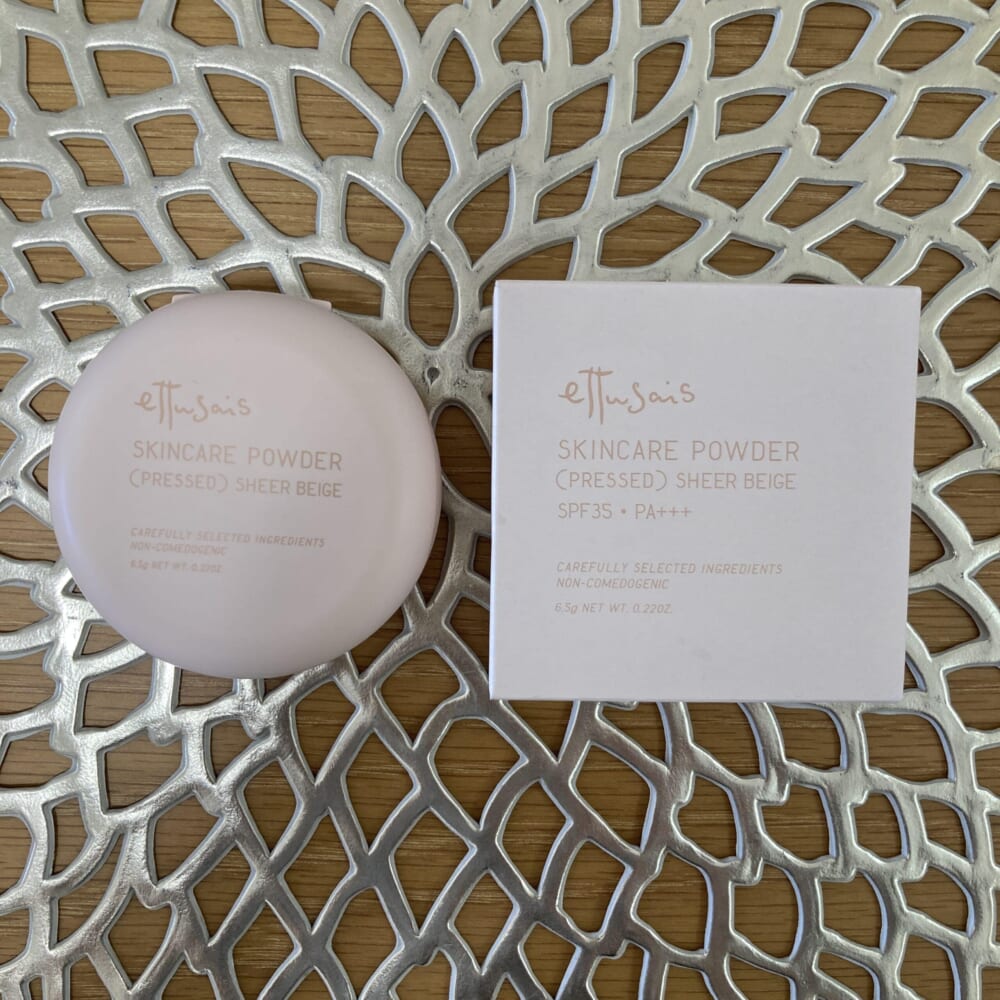 ettusais
SKINCARE POWDER
(PRESSED) SHEER BEIGE
CAREFULLY SELECTED INGREDIENTS
NON-COMEDOGENIC
6.5g NET WT. 0.22OZ.
ettusais
SKINCARE POWDER
(PRESSED) SHEER BEIGE
SPF35 • PA+++
CAREFULLY SELECTED INGREDIENTS
NON-COMEDOGENIC
6.5g NET WT. 0.22OZ.